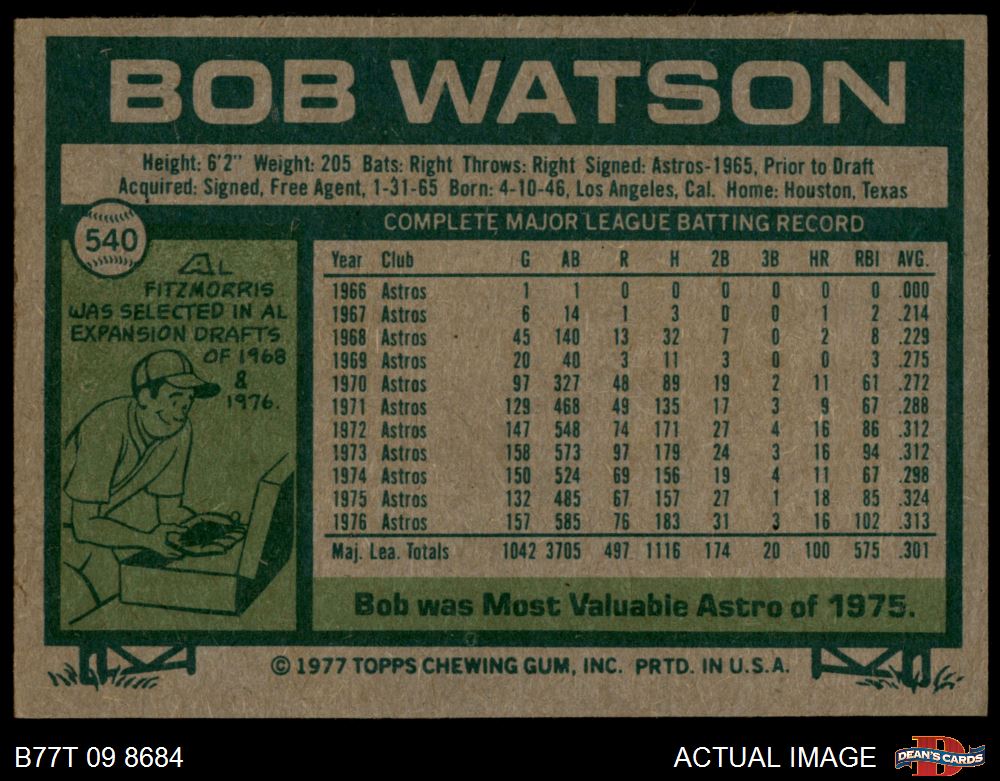 BOB WATSON
Height: 6'2" Weight: 205 Bats: Right Throws: Right Signed: Astros-1965, Prior to Draft
Acquired: Signed, Free Agent, 1-31-65 Born: 4-10-46, Los Angeles, Cal. Home: Houston, Texas
540
AL
FITZMORRIS
WAS SELECTED IN AL
EXPANSION DRAFTS
OF 1968
&
1976.
COMPLETE MAJOR LEAGUE BATTING RECORD
Year Club G AB R H 2B 3B HR RBI AVG.
1966 Astros 1 1 0 0 0 0 0 0 .000
1967 Astros 6 14 1 3 0 0 1 2 .214
1968 Astros 45 140 13 32 7 0 2 8 .229
1969 Astros 20 40 3 11 3 0 0 3 .275
1970 Astros 97 327 48 89 19 2 11 61 .272
1971 Astros 129 468 49 135 17 3 9 67 .288
1972 Astros 147 548 74 171 27 4 16 86 .312
1973 Astros 158 573 97 179 24 3 16 94 .312
1974 Astros 150 524 69 156 19 4 11 67 .298
1975 Astros 132 485 67 157 27 1 18 85 .324
1976 Astros 157 585 76 183 31 3 16 102 .313
Maj. Lea. Totals 1042 3705 497 1116 174 20 100 575 .301
Bob was Most Valuable Astro of 1975.
© 1977 TOPPS CHEWING GUM, INC. PRTD. IN U.S.A.
B77T 09 8684
ACTUAL IMAGE
D
DEAN'S CARDS